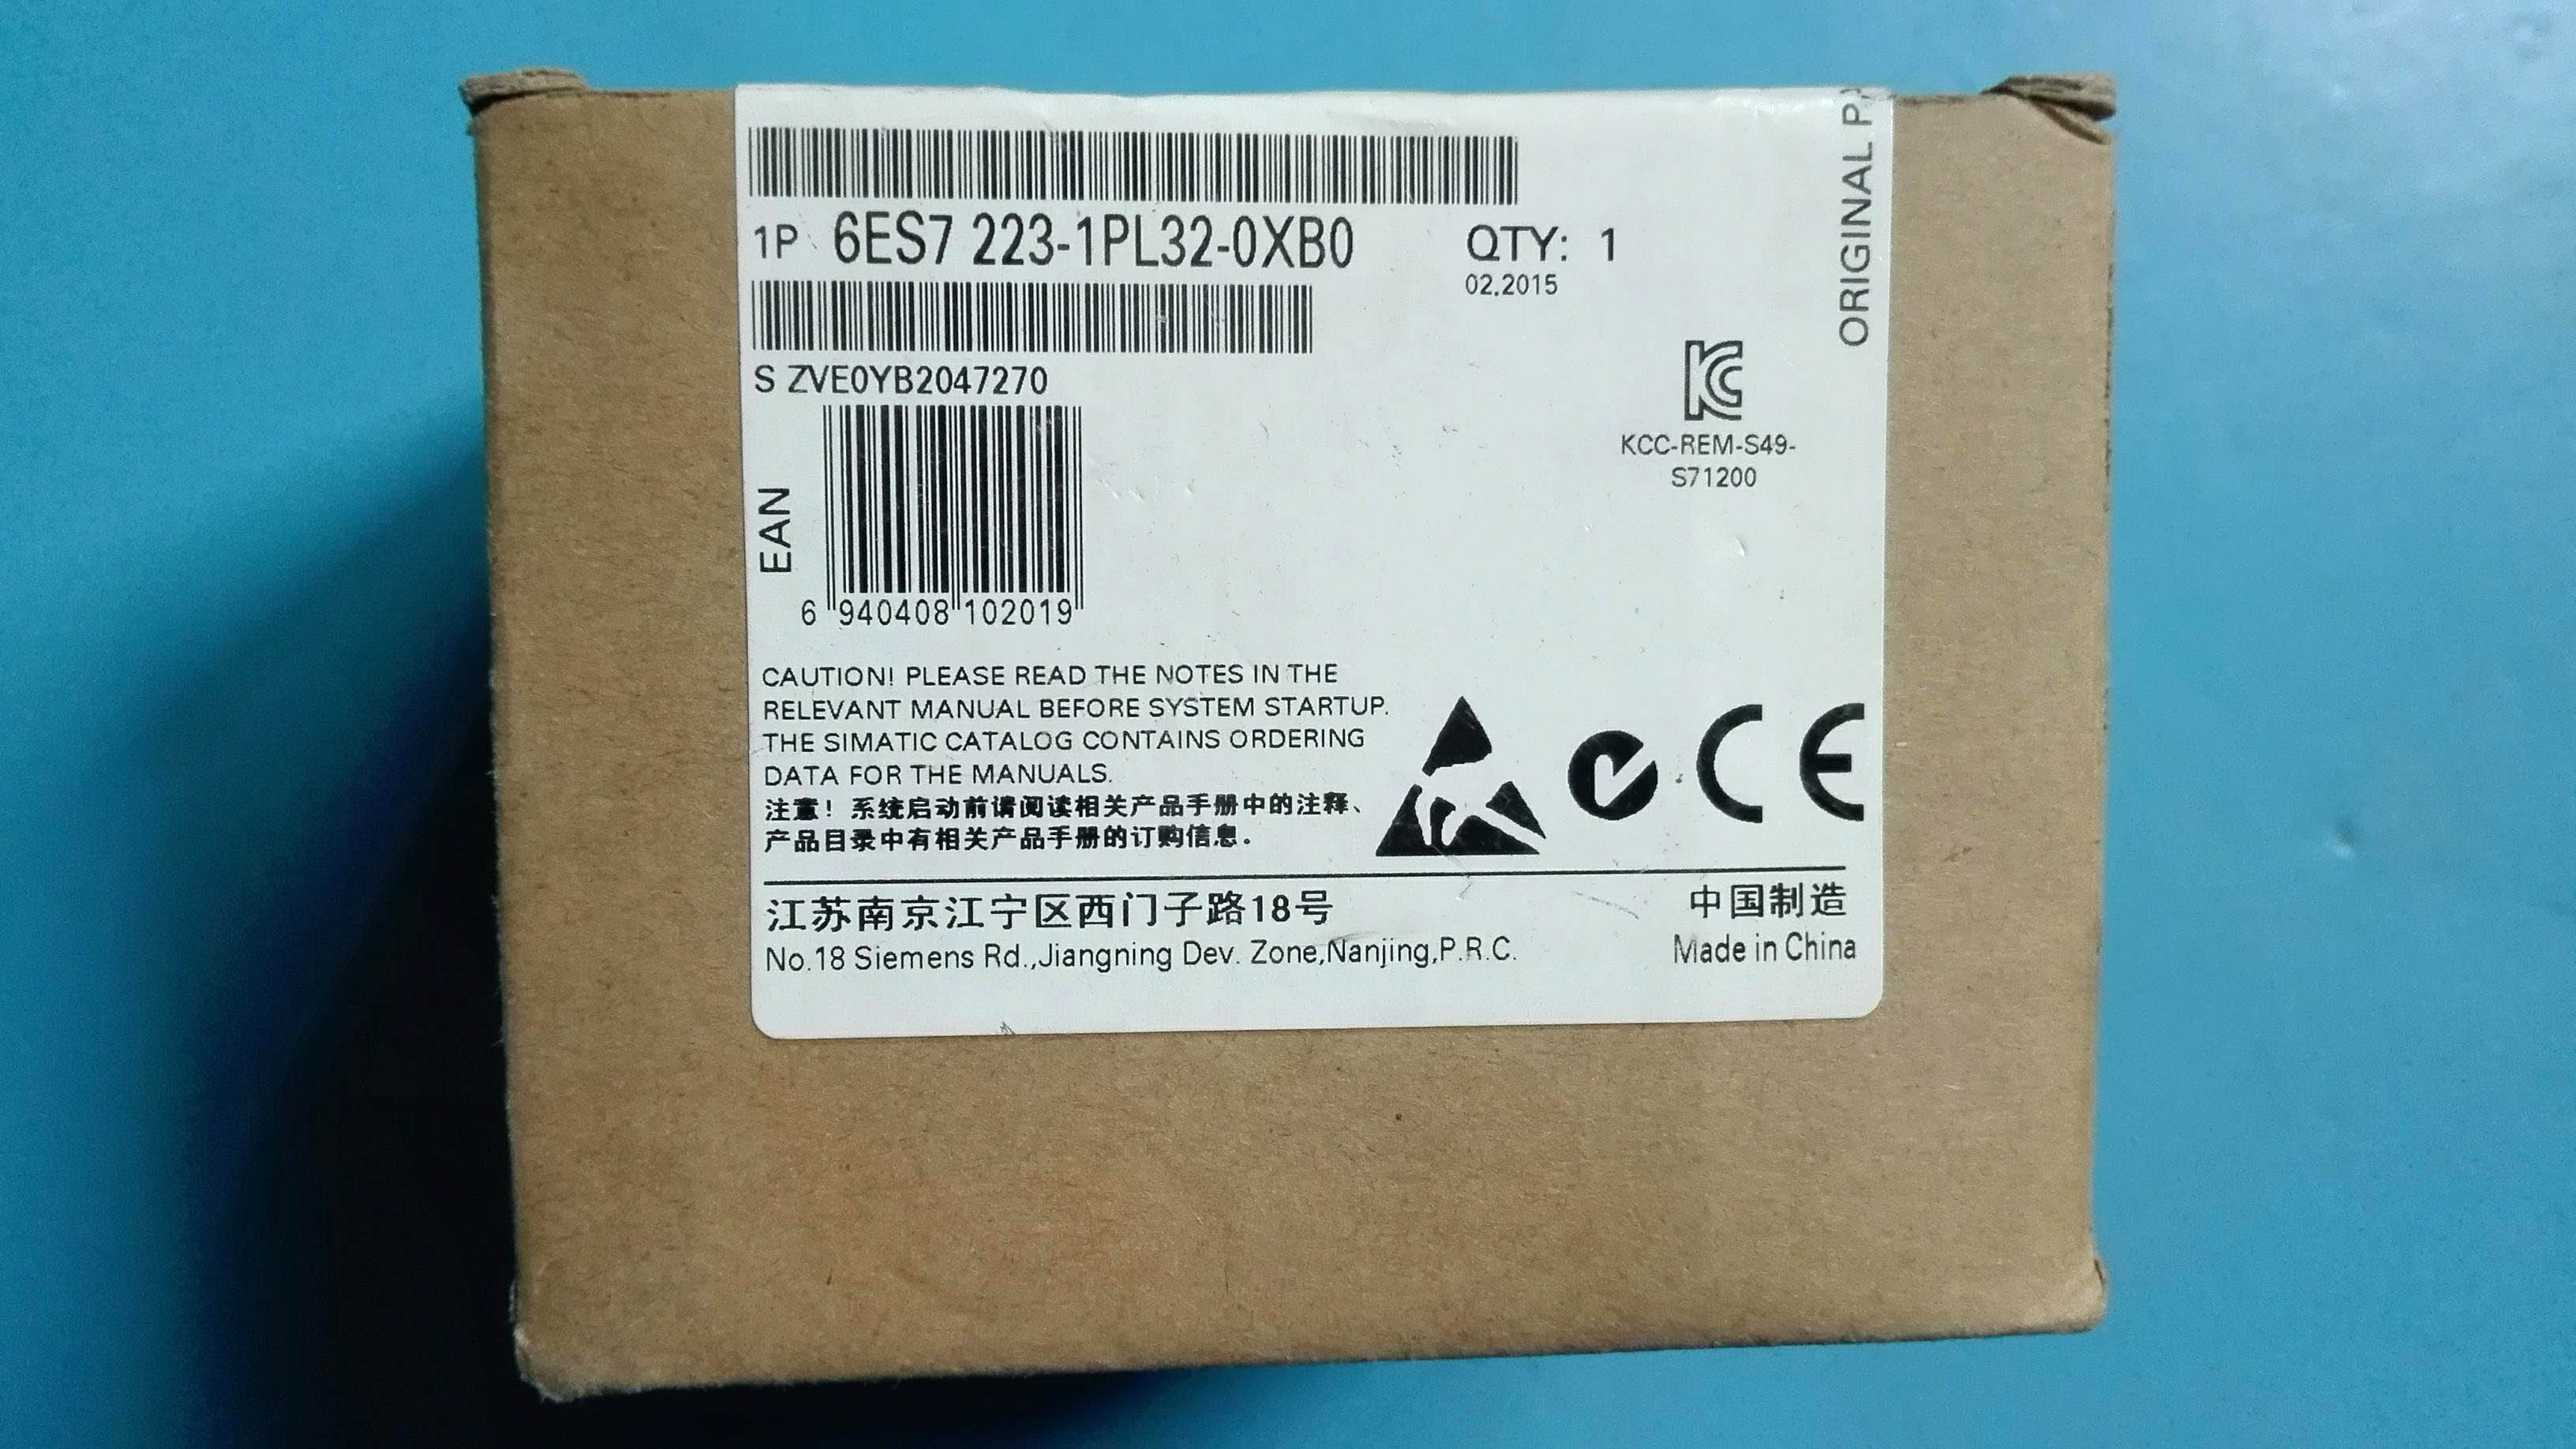 1P 6ES7 223-1PL32-0XB0
QTY: 1
02.2015
S ZVE0YB2047270
EAN
6 940408 102019
KCC-REM-S49-
S71200
ORIGINAL
CAUTION! PLEASE READ THE NOTES IN THE
RELEVANT MANUAL BEFORE SYSTEM STARTUP.
THE SIMATIC CATALOG CONTAINS ORDERING
DATA FOR THE MANUALS.
注意！系统启动前请阅读相关产品手册中的注释、
产品目录中有相关产品手册的订购信息.
CE
江苏南京江宁区西门子路18号
No.18 Siemens Rd.,Jiangning Dev. Zone,Nanjing,P.R.C.
中国制造
Made in China